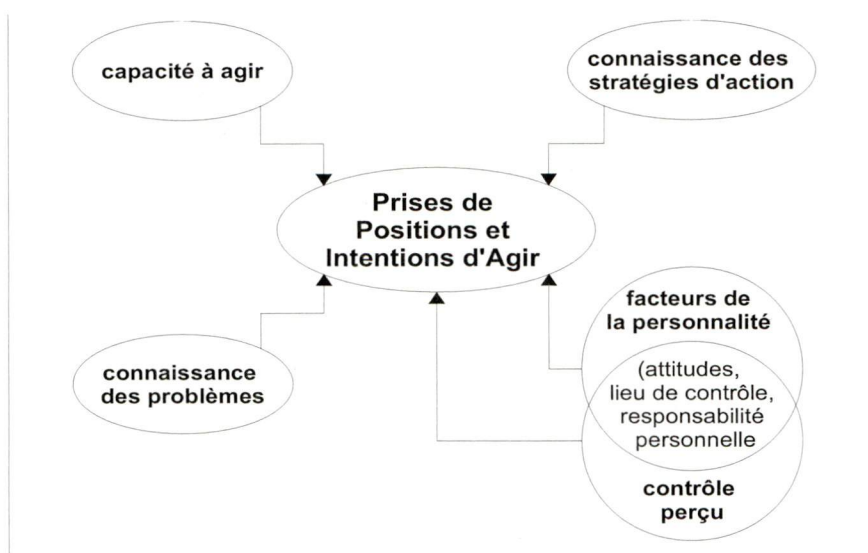 capacité à agir
connaissance des
stratégies d'action
Prises de
Positions et
Intentions d'Agir
connaissance
des problèmes
facteurs de
la personnalité
(attitudes,
lieu de contrôle,
responsabilité
personnelle
contrôle
perçu